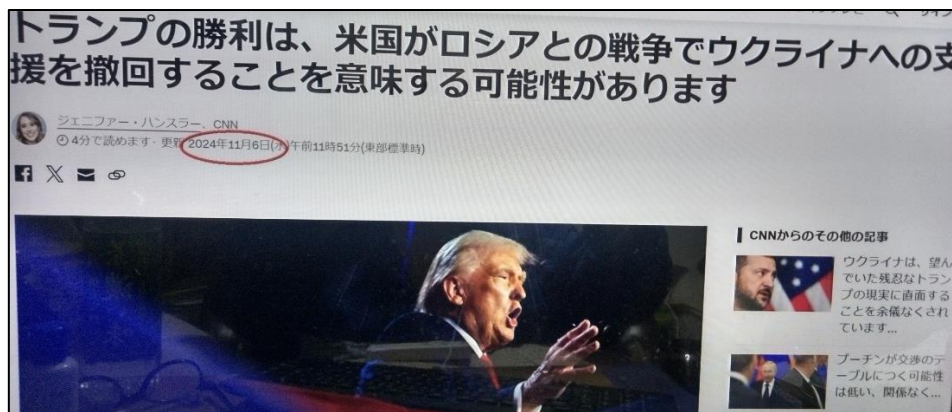 トランプの勝利は、米国がロシアとの戦争でウクライナへの支
援を撤回することを意味する可能性があります
ジェニファー・ハンスラー、CNN
4分で読めます · 更新 2024年11月6日(水)午前11時51分(東部標準時)
CNNからのその他の記事
ウクライナは、望ん
でいた残忍なトラン
プの現実に直面する
ことを余儀なくされ
ています...
プーチンが交渉のテ
ーブルにつく可能性
は低い、関係なく...